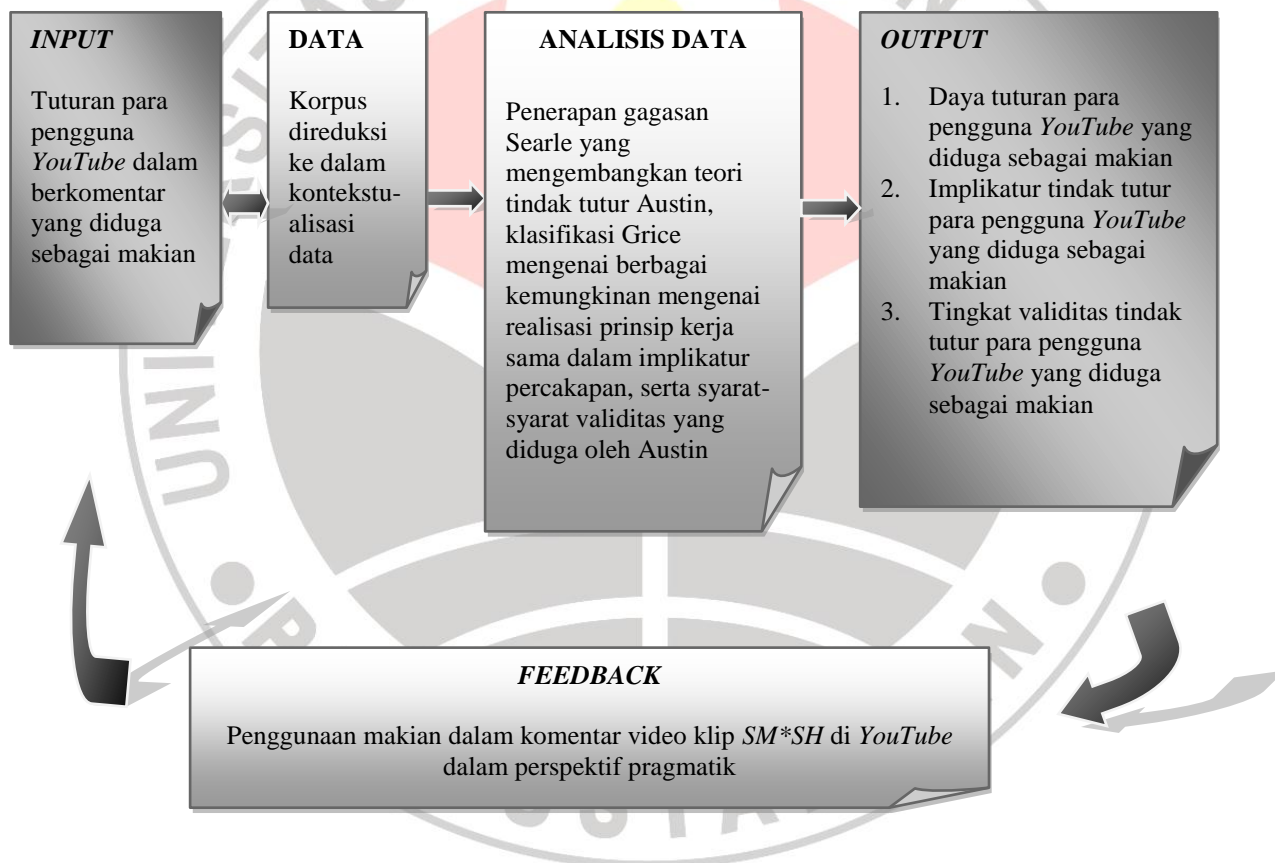 INPUT
Tuturan para
pengguna
YouTube dalam
berkomentar
yang diduga
sebagai makian
DATA
Korpus
direduksi
ke dalam
kontekstu-
alisasi
data
ANALISIS DATA
Penerapan gagasan
Searle yang
mengembangkan teori
tindak tutur Austin,
klasifikasi Grice
mengenai berbagai
kemungkinan mengenai
realisasi prinsip kerja
sama dalam implikatur
percakapan, serta syarat-
syarat validitas yang
diduga oleh Austin
OUTPUT
1. Daya tuturan para
pengguna YouTube yang
diduga sebagai makian
2. Implikatur tindak tutur
para pengguna YouTube
yang diduga sebagai
makian
3. Tingkat validitas tindak
tutur para pengguna
YouTube yang diduga
sebagai makian
FEEDBACK
Penggunaan makian dalam komentar video klip SM*SH di YouTube
dalam perspektif pragmatik